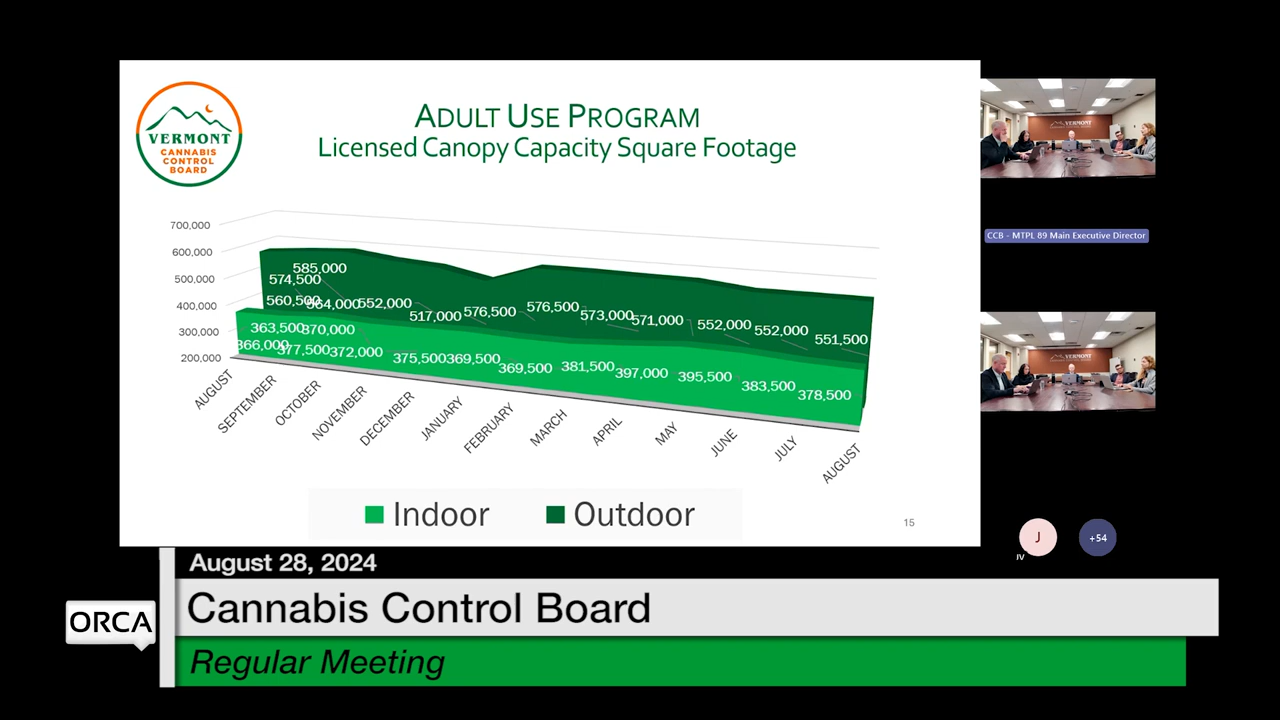 VERMONT
CANNABIS
CONTROL
BOARD
ADULT USE PROGRAM
Licensed Canopy Capacity Square Footage
700,000
600,000
500,000
400,000
300,000
200,000
585,000
574,500
560,500
564,000
552,000
517,000
576,500
576,500
573,000
571,000
552,000
552,000
551,500
363,500
370,000
366,000
377,500
372,000
375,500
369,500
369,500
381,500
397,000
395,500
383,500
378,500
AUGUST
SEPTEMBER
OCTOBER
NOVEMBER
DECEMBER
JANUARY
FEBRUARY
MARCH
APRIL
MAY
JUNE
JULY
AUGUST
Indoor
Outdoor
15
VERMONT
CCB - MTPL 89 Main Executive Director
VERMONT
J
JV
+54
August 28, 2024
ORCA
Cannabis Control Board
Regular Meeting